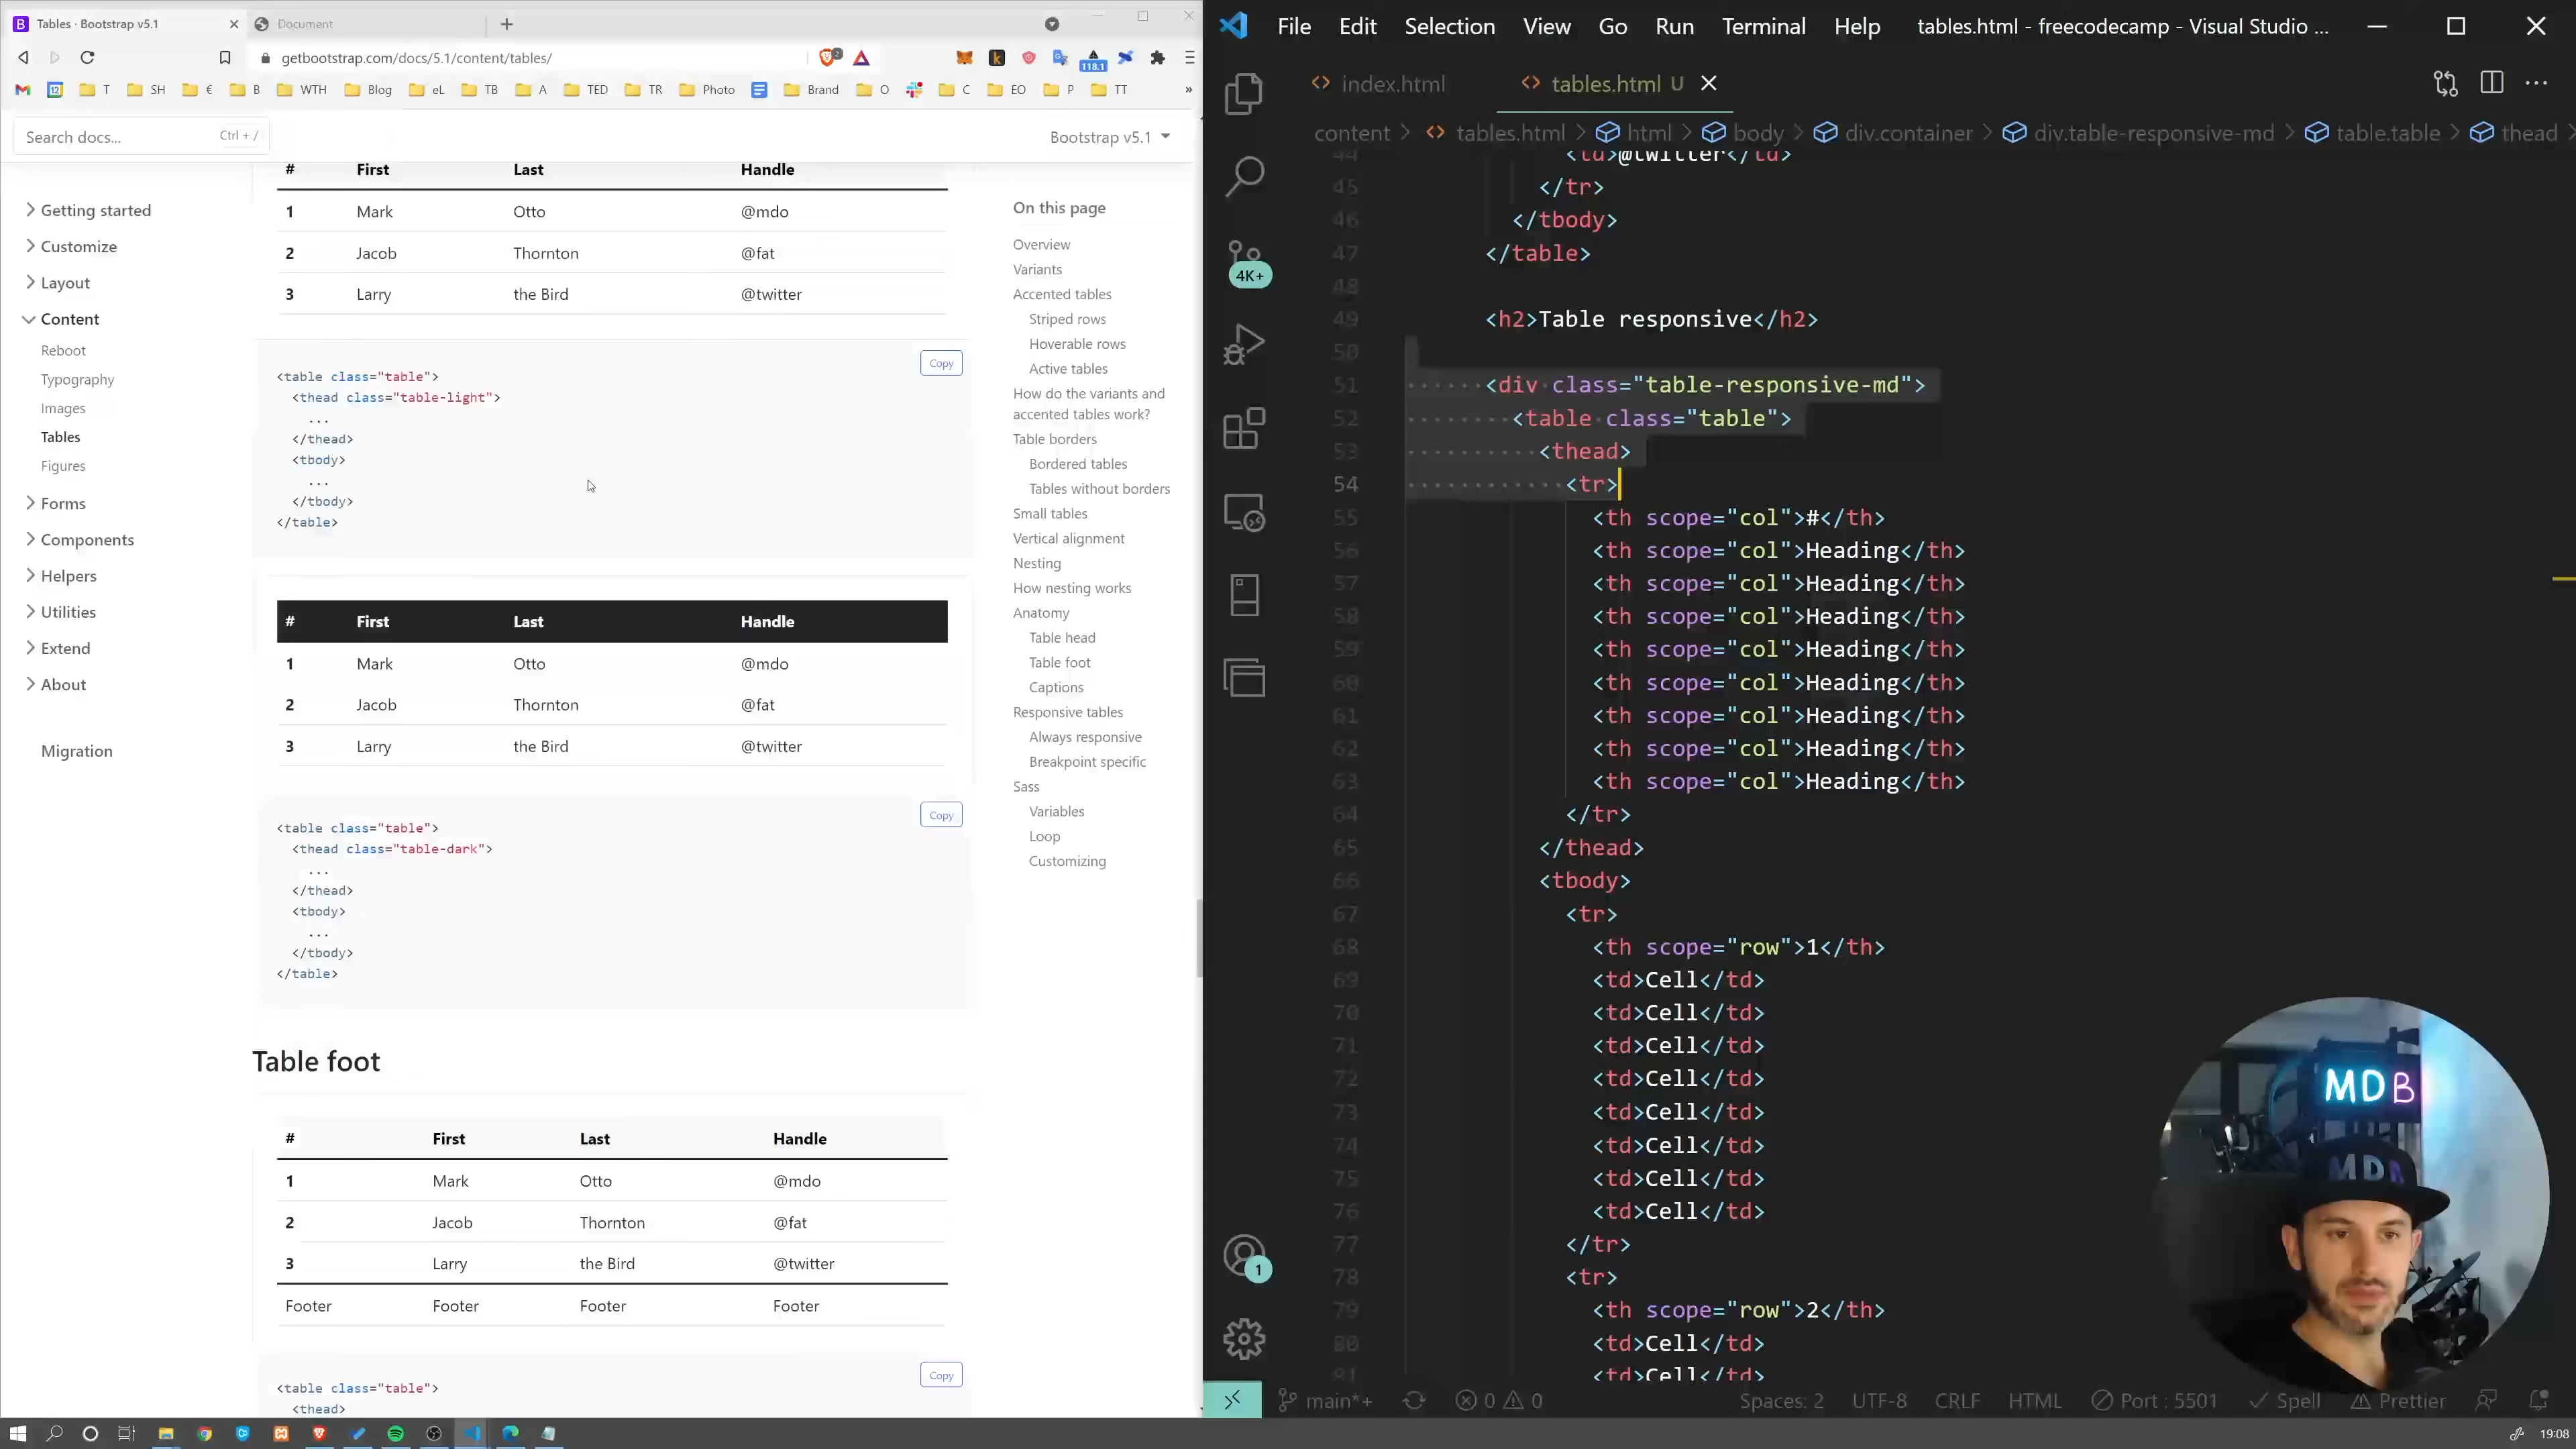 Tables · Bootstrap v5.1
Document
getbootstrap.com/docs/5.1/content/tables/
2
118.1
12
T
SH
€
B
WTH
Blog
eL
TB
A
TED
TR
Photo
Brand
O
C
EO
P
TT
»
Search docs...
Ctrl + /
Bootstrap v5.1
Getting started
Customize
Layout
Content
Reboot
Typography
Images
Tables
Figures
Forms
Components
Helpers
Utilities
Extend
About
Migration
# First Last Handle
1 Mark Otto @mdo
2 Jacob Thornton @fat
3 Larry the Bird @twitter
Copy
<table class="table">
<thead class="table-light">
...
</thead>
<tbody>
...
</tbody>
</table>
# First Last Handle
1 Mark Otto @mdo
2 Jacob Thornton @fat
3 Larry the Bird @twitter
Copy
<table class="table">
<thead class="table-dark">
...
</thead>
<tbody>
...
</tbody>
</table>
Table foot
# First Last Handle
1 Mark Otto @mdo
2 Jacob Thornton @fat
3 Larry the Bird @twitter
Footer Footer Footer Footer
Copy
<table class="table">
<thead>
On this page
Overview
Variants
Accented tables
Striped rows
Hoverable rows
Active tables
How do the variants and
accented tables work?
Table borders
Bordered tables
Tables without borders
Small tables
Vertical alignment
Nesting
How nesting works
Anatomy
Table head
Table foot
Captions
Responsive tables
Always responsive
Breakpoint specific
Sass
Variables
Loop
Customizing
File Edit Selection View Go Run Terminal Help tables.html - freecodecamp - Visual Studio ...
index.html
tables.html U
content > tables.html > html > body > div.container > div.table-responsive-md > table.table > thead >
4K+
1
44 <td>@twitter</td>
45 </tr>
46 </tbody>
47 </table>
48
49 <h2>Table responsive</h2>
50
51 <div class="table-responsive-md">
52 <table class="table">
53 <thead>
54 <tr>
55 <th scope="col">#</th>
56 <th scope="col">Heading</th>
57 <th scope="col">Heading</th>
58 <th scope="col">Heading</th>
59 <th scope="col">Heading</th>
60 <th scope="col">Heading</th>
61 <th scope="col">Heading</th>
62 <th scope="col">Heading</th>
63 <th scope="col">Heading</th>
64 </tr>
65 </thead>
66 <tbody>
67 <tr>
68 <th scope="row">1</th>
69 <td>Cell</td>
70 <td>Cell</td>
71 <td>Cell</td>
72 <td>Cell</td>
73 <td>Cell</td>
74 <td>Cell</td>
75 <td>Cell</td>
76 <td>Cell</td>
77 </tr>
78 <tr>
79 <th scope="row">2</th>
80 <td>Cell</td>
81 <td>Cell</td>
MDB
MDB
main*+
0 0
Spaces: 2 UTF-8 CRLF HTML Port : 5501 Spell Prettier
19:08